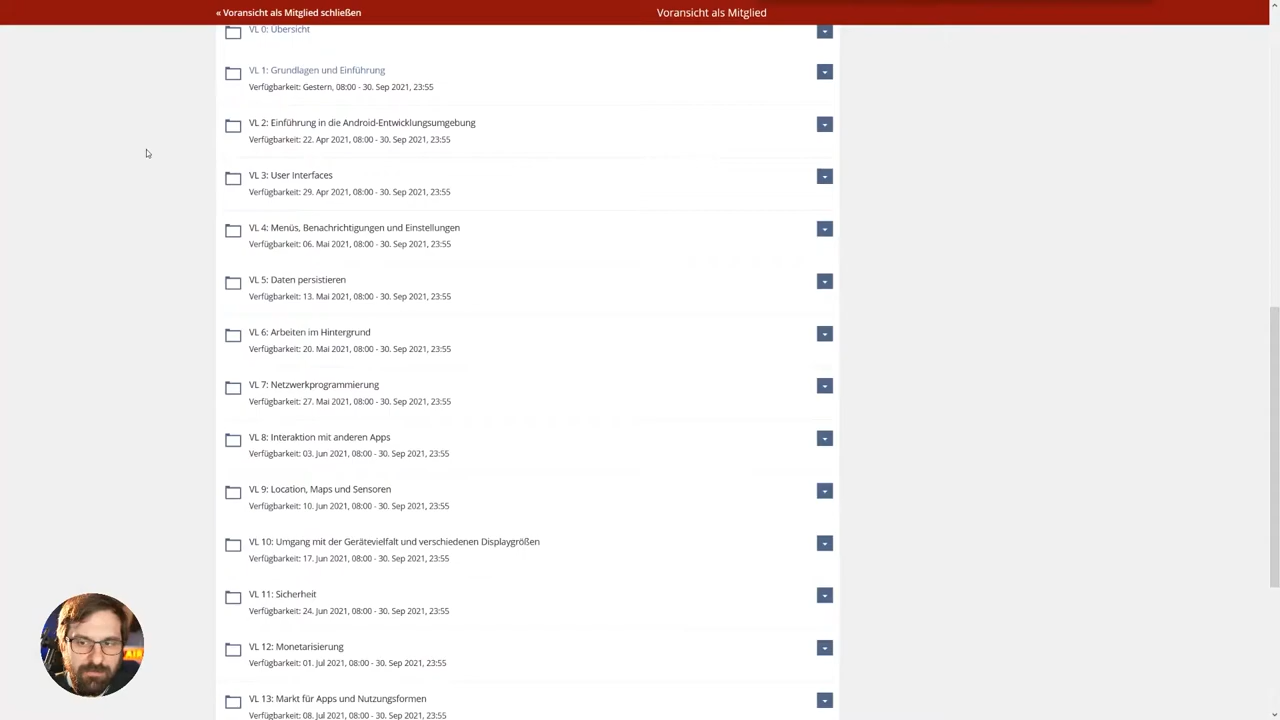 « Voransicht als Mitglied schließen
Voransicht als Mitglied
VL 0: Übersicht
VL 1: Grundlagen und Einführung
Verfügbarkeit: Gestern, 08:00 - 30. Sep 2021, 23:55
VL 2: Einführung in die Android-Entwicklungsumgebung
Verfügbarkeit: 22. Apr 2021, 08:00 - 30. Sep 2021, 23:55
VL 3: User Interfaces
Verfügbarkeit: 29. Apr 2021, 08:00 - 30. Sep 2021, 23:55
VL 4: Menüs, Benachrichtigungen und Einstellungen
Verfügbarkeit: 06. Mai 2021, 08:00 - 30. Sep 2021, 23:55
VL 5: Daten persistieren
Verfügbarkeit: 13. Mai 2021, 08:00 - 30. Sep 2021, 23:55
VL 6: Arbeiten im Hintergrund
Verfügbarkeit: 20. Mai 2021, 08:00 - 30. Sep 2021, 23:55
VL 7: Netzwerkprogrammierung
Verfügbarkeit: 27. Mai 2021, 08:00 - 30. Sep 2021, 23:55
VL 8: Interaktion mit anderen Apps
Verfügbarkeit: 03. Jun 2021, 08:00 - 30. Sep 2021, 23:55
VL 9: Location, Maps und Sensoren
Verfügbarkeit: 10. Jun 2021, 08:00 - 30. Sep 2021, 23:55
VL 10: Umgang mit der Gerätevielfalt und verschiedenen Displaygrößen
Verfügbarkeit: 17. Jun 2021, 08:00 - 30. Sep 2021, 23:55
VL 11: Sicherheit
Verfügbarkeit: 24. Jun 2021, 08:00 - 30. Sep 2021, 23:55
VL 12: Monetarisierung
Verfügbarkeit: 01. Jul 2021, 08:00 - 30. Sep 2021, 23:55
VL 13: Markt für Apps und Nutzungsformen
Verfügbarkeit: 08. Jul 2021, 08:00 - 30. Sep 2021, 23:55